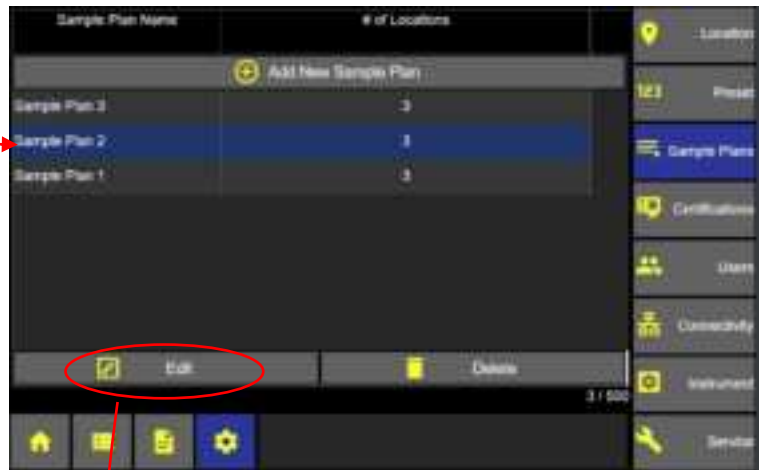 Sample Plan Name # of Locations
Location
Add New Sample Plan
123 Preset
Sample Plan 3 3
Sample Plan 2 3
Sample Plans
Sample Plan 1 3
Certifications
Users
Connectivity
Edit Delete
Instrument
3 / 500
Service